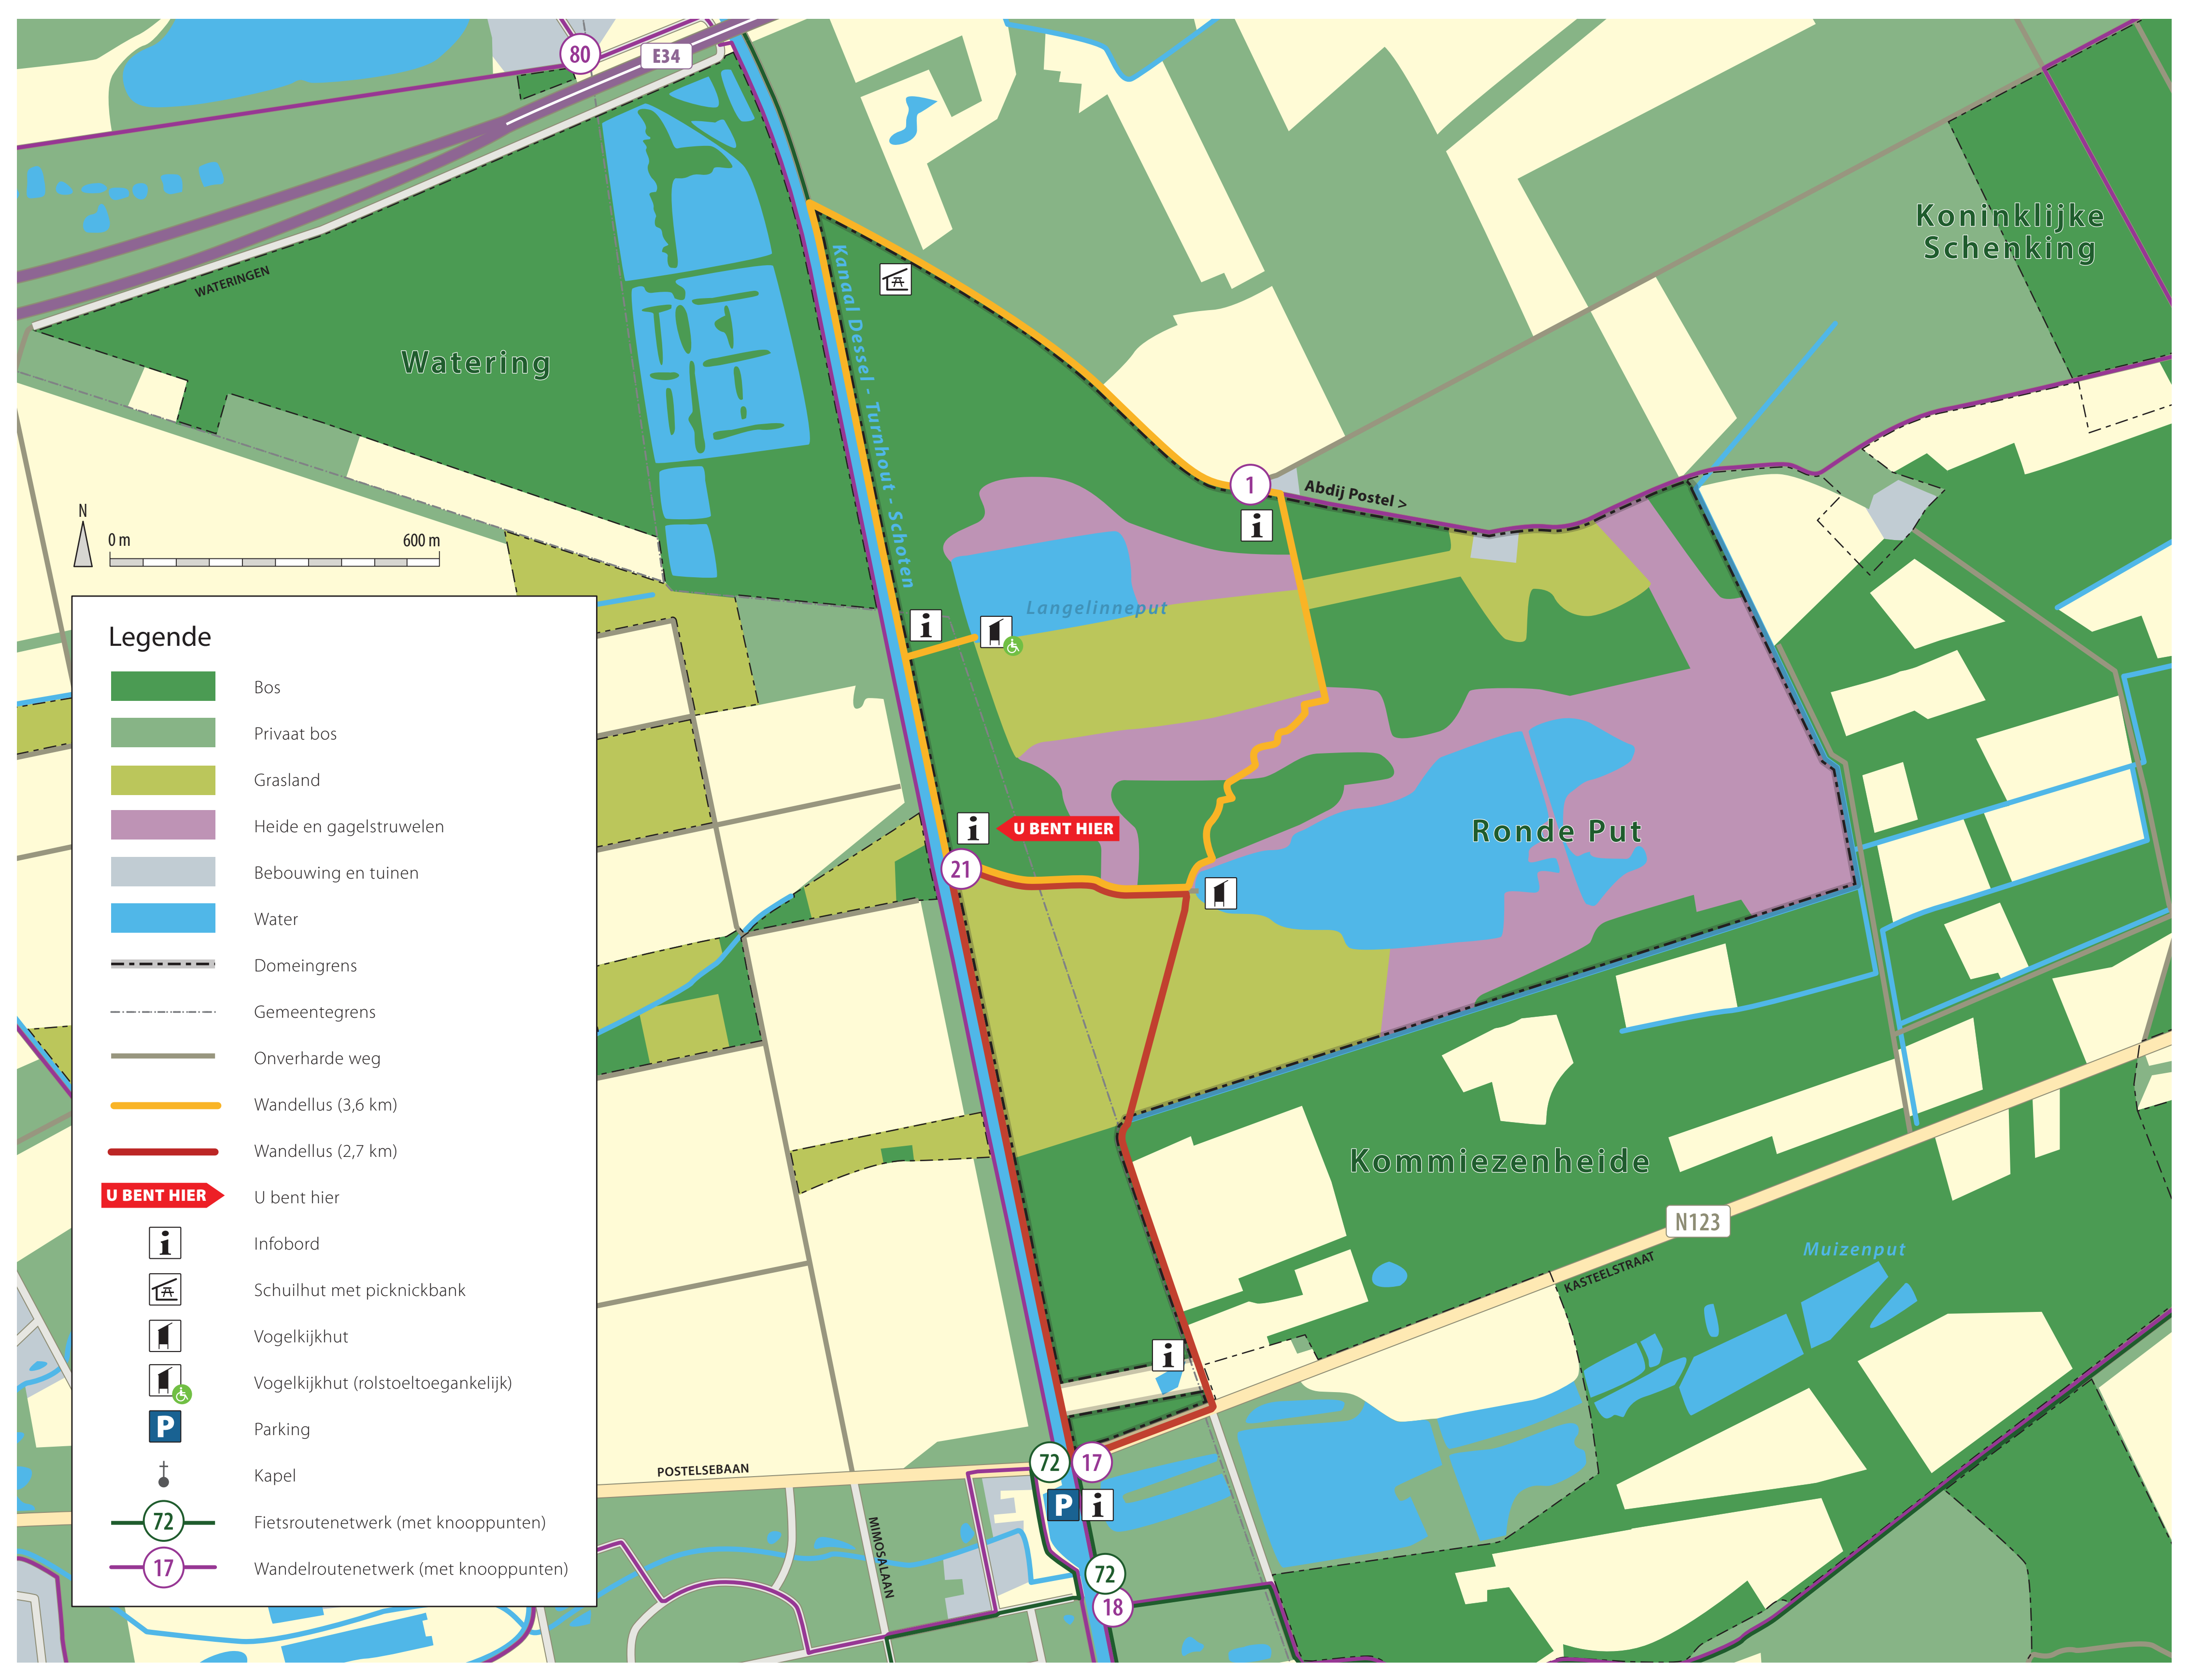 80
E34
Koninklijke
Schenking
WATERINGEN
Kanaal Dessel - Turnhout - Schoten
Watering
1
Abdij Postel >
N
0 m
600 m
Langelinneput
Legende
Bos
Privaat bos
Grasland
Heide en gagelstruwelen
Bebouwing en tuinen
Water
Domeingrens
Gemeentegrens
Onverharde weg
Wandellus (3,6 km)
Wandellus (2,7 km)
U BENT HIER
U bent hier
Infobord
Schuilhut met picknickbank
Vogelkijkhut
Vogelkijkhut (rolstoeltoegankelijk)
P
Parking
Kapel
72
Fietsroutenetwerk (met knooppunten)
17
Wandelroutenetwerk (met knooppunten)
i
i
i
U BENT HIER
21
Ronde Put
Kommiezenheide
N123
KASTEELSTRAAT
Muizenput
i
POSTELSEBAAN
72
17
P
i
MIMOSALAAN
72
18